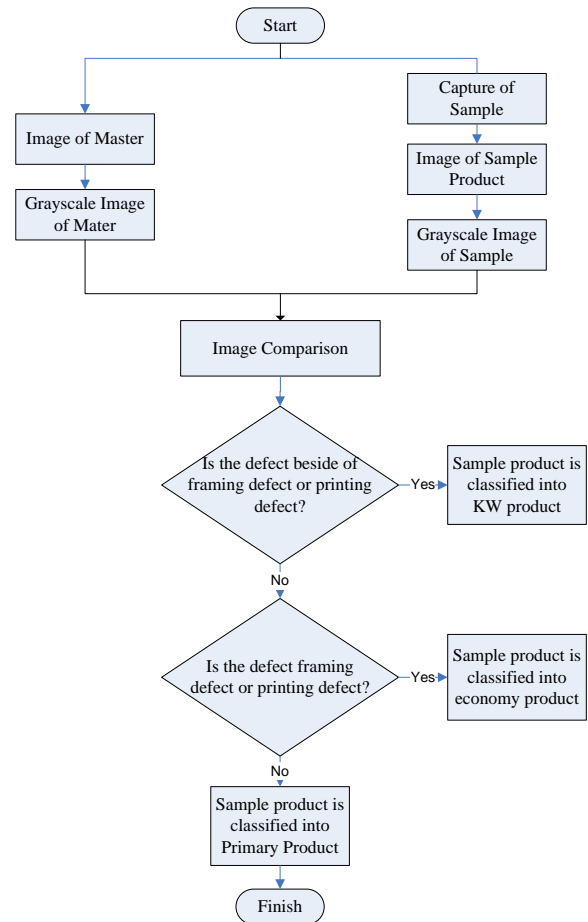 Start
Image of Master
Grayscale Image
of Mater
Capture of
Sample
Image of Sample
Product
Grayscale Image
of Sample
Image Comparison
Is the defect beside of
framing defect or printing
defect?
Yes
Sample product is
classified into
KW product
No
Is the defect framing
defect or printing defect?
Yes
Sample product is
classified into
economy product
No
Sample product is
classified into
Primary Product
Finish